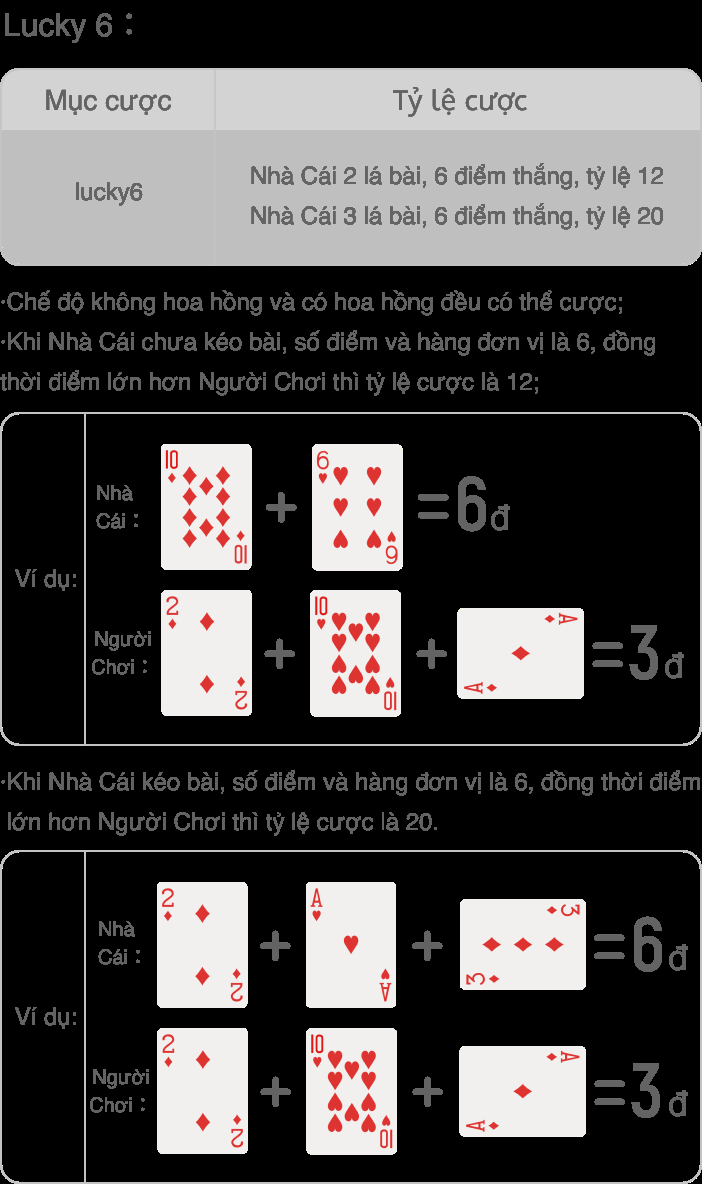 Lucky 6：
Mục cược
Tỷ lệ cược
lucky6
Nhà Cái 2 lá bài, 6 điểm thắng, tỷ lệ 12
Nhà Cái 3 lá bài, 6 điểm thắng, tỷ lệ 20
·Chế độ không hoa hồng và có hoa hồng đều có thể cược;
·Khi Nhà Cái chưa kéo bài, số điểm và hàng đơn vị là 6, đồng
thời điểm lớn hơn Người Chơi thì tỷ lệ cược là 12;
Ví dụ:
Nhà
Cái：
10 10 + 6 6 =6đ
Người
Chơi：
2 2 + 10 10 + A A =3đ
·Khi Nhà Cái kéo bài, số điểm và hàng đơn vị là 6, đồng thời điểm
lớn hơn Người Chơi thì tỷ lệ cược là 20.
Ví dụ:
Nhà
Cái：
2 2 + A A + 3 3 =6đ
Người
Chơi：
2 2 + 10 10 + A A =3đ